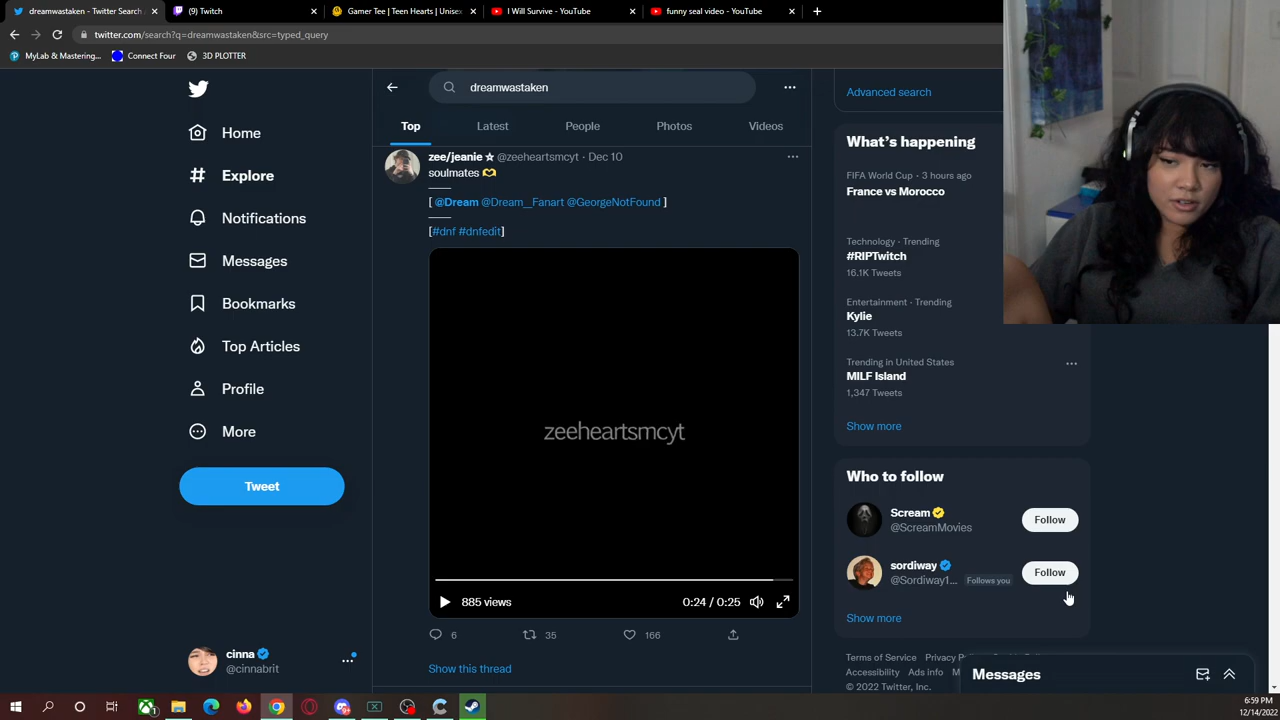 dreamwastaken - Twitter Search
(9) Twitch
Gamer Tee | Teen Hearts | Unisex
I Will Survive - YouTube
funny seal video - YouTube
twitter.com/search?q=dreamwastaken&src=typed_query
MyLab & Mastering...
Connect Four
3D PLOTTER
dreamwastaken
Home
Explore
Notifications
Messages
Bookmarks
Top Articles
Profile
More
Tweet
cinna
@cinnabrit
Top
Latest
People
Photos
Videos
zee/jeanie ☆ @zeeheartsmcyt · Dec 10
soulmates
[ @Dream @Dream__Fanart @GeorgeNotFound ]
[#dnf #dnfedit]
zeeheartsmcyt
885 views
0:24 / 0:25
6
35
166
Show this thread
Advanced search
What's happening
FIFA World Cup · 3 hours ago
France vs Morocco
Technology · Trending
#RIPTwitch
16.1K Tweets
Entertainment · Trending
Kylie
13.7K Tweets
Trending in United States
MILF Island
1,347 Tweets
Show more
Who to follow
Scream
@ScreamMovies
Follow
sordiway
@Sordiway1...
Follows you
Follow
Show more
Terms of Service
Accessibility
Ads info
© 2022 Twitter, Inc.
Messages
6:59 PM
12/14/2022